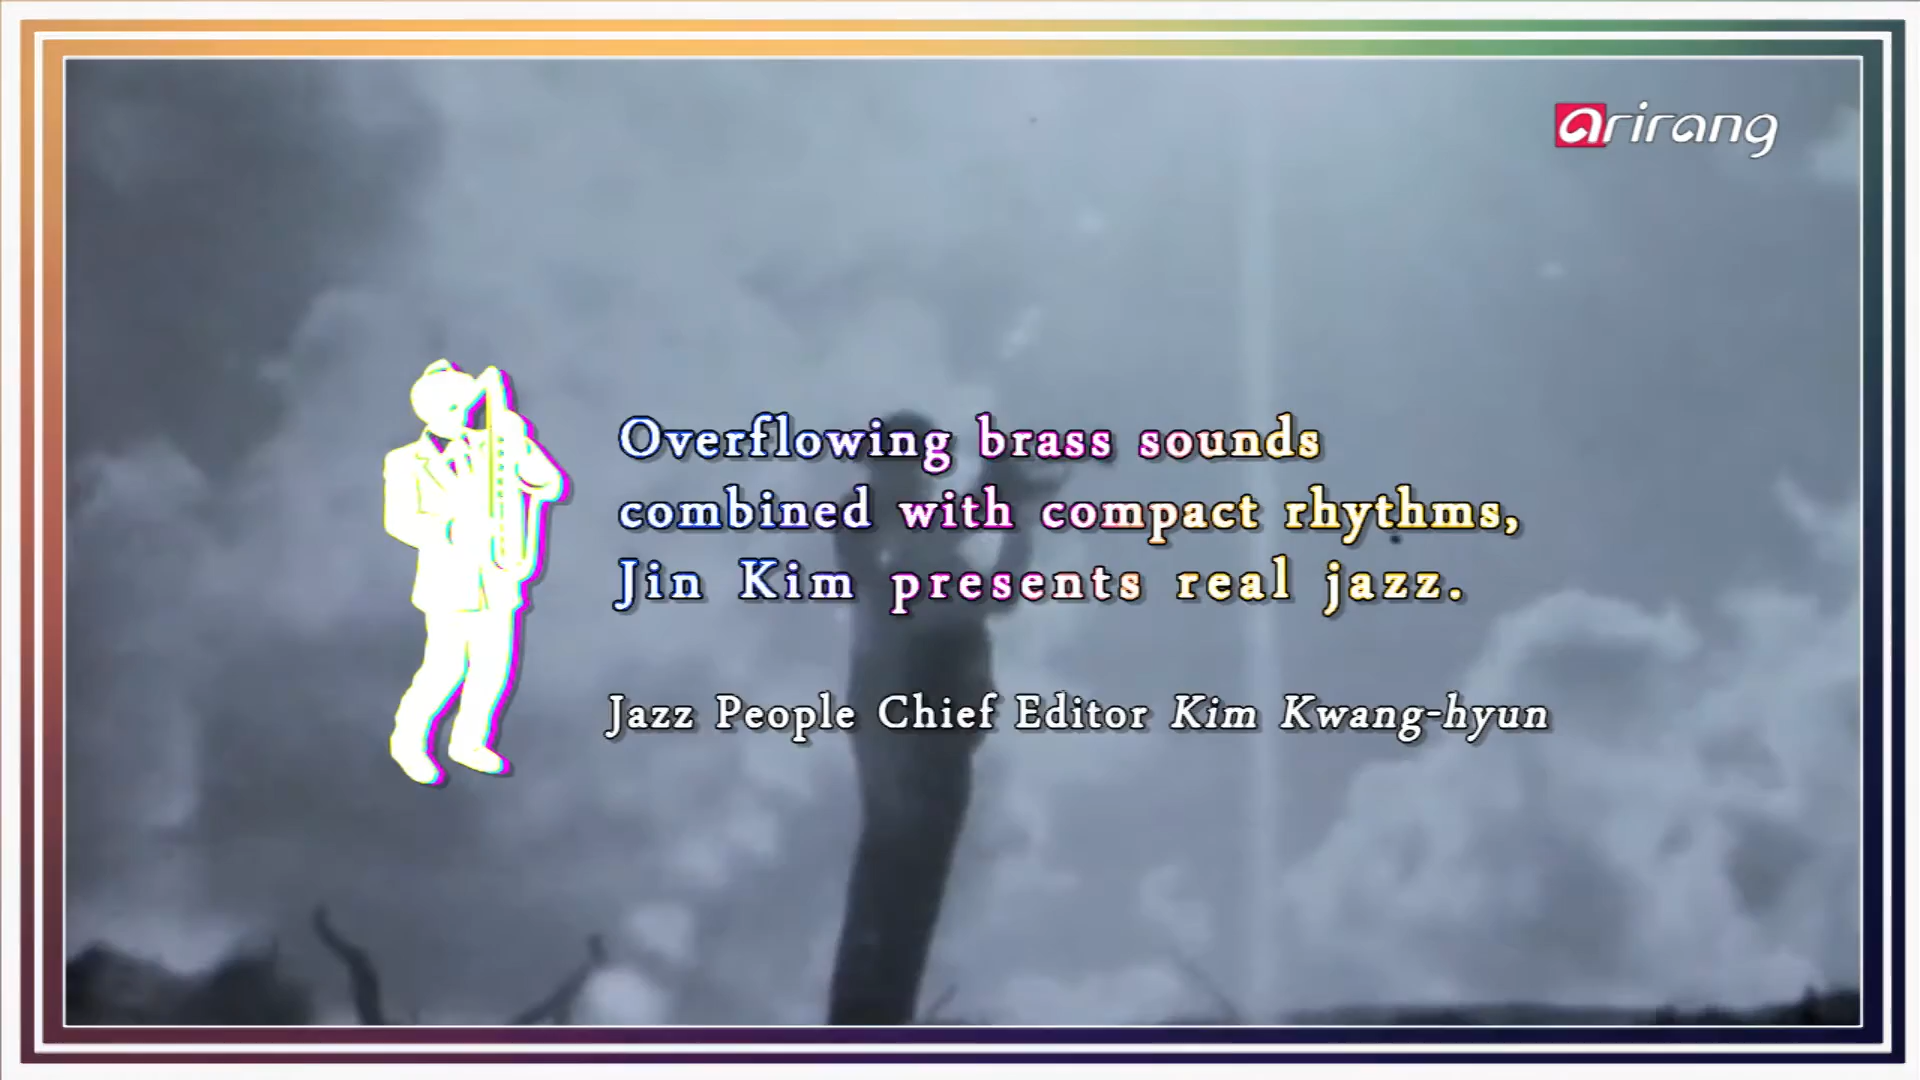 arirang
Overflowing brass sounds
combined with compact rhythms,
Jin Kim presents real jazz.
Jazz People Chief Editor Kim Kwang-hyun